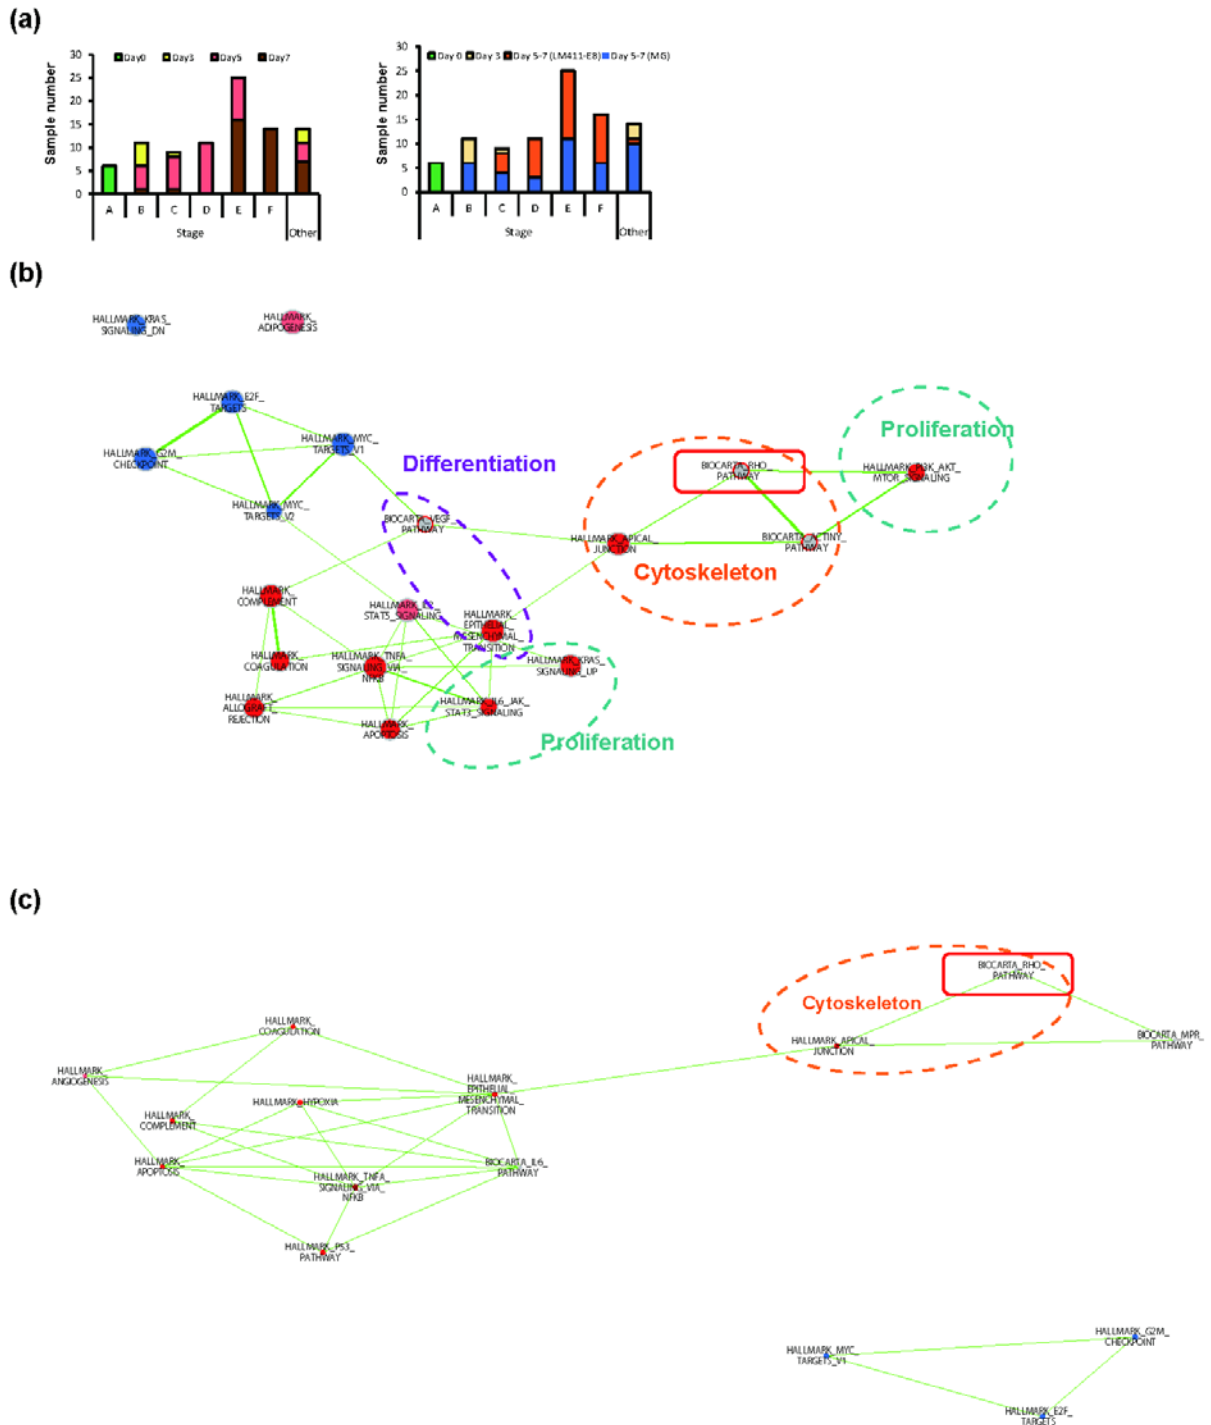 (a)
30
25
20
15
10
5
0
Sample number
Day0 Day3 Day5 Day7
A B C D E F
Stage Other
30
25
20
15
10
5
0
Sample number
Day 0 Day 3 Day 5-7 (LM411-E8) Day 5-7 (MG)
A B C D E F
Stage Other
(b)
HALLMARK_KRAS_
SIGNALING_DN
HALLMARK_
ADIPOGENESIS
HALLMARK_E2F_
TARGETS
HALLMARK_G2M_
CHECKPOINT
HALLMARK_MYC_
TARGETS_V1
HALLMARK_MYC_
TARGETS_V2
Differentiation
BIOCARTA_VEGF_
PATHWAY
Proliferation
BIOCARTA_RHO_
PATHWAY
HALLMARK_PI3K_AKT_
MTOR_SIGNALING
HALLMARK_APICAL_
JUNCTION
BIOCARTA_ACTINY_
PATHWAY
Cytoskeleton
HALLMARK_
COMPLEMENT
STAT5_SIGNALING
HALLMARK_
EPITHELIAL_
MESENCHYMAL_
TRANSITION
HALLMARK_
COAGULATION
HALLMARK_TNFA_
SIGNALING_VIA_
NFKB
HALLMARK_KRAS_
SIGNALING_UP
HALLMARK_
ALLOGRAFT_
REJECTION
HALLMARK_IL6_JAK_
STAT3_SIGNALING
HALLMARK_
APOPTOSIS
Proliferation
(c)
BIOCARTA_RHO_
PATHWAY
Cytoskeleton
HALLMARK_
COAGULATION
HALLMARK_APICAL_
JUNCTION
BIOCARTA_MPR_
PATHWAY
HALLMARK_
ANGIOGENESIS
HALLMARK_
EPITHELIAL_
MESENCHYMAL_
TRANSITION
HALLMARK_HYPOXIA
HALLMARK_
COMPLEMENT
HALLMARK_
APOPTOSIS
BIOCARTA_IL6_
PATHWAY
HALLMARK_TNFA_
SIGNALING_VIA_
NFKB
HALLMARK_P53_
PATHWAY
HALLMARK_G2M_
CHECKPOINT
HALLMARK_MYC_
TARGETS_V1
HALLMARK_E2F_
TARGETS